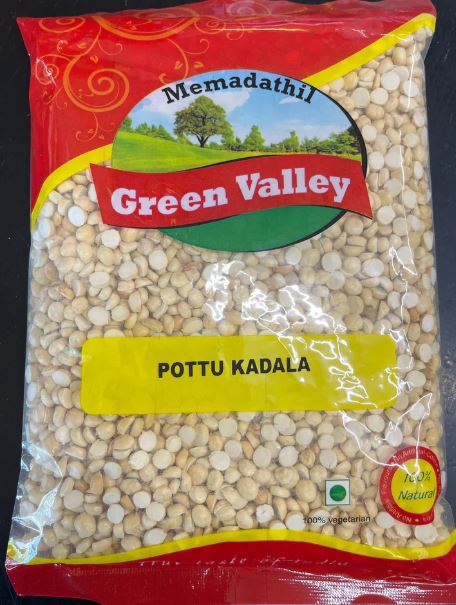 Memadathil
Green Valley
POTTU KADALA
100%
Natural
100% vegetarian